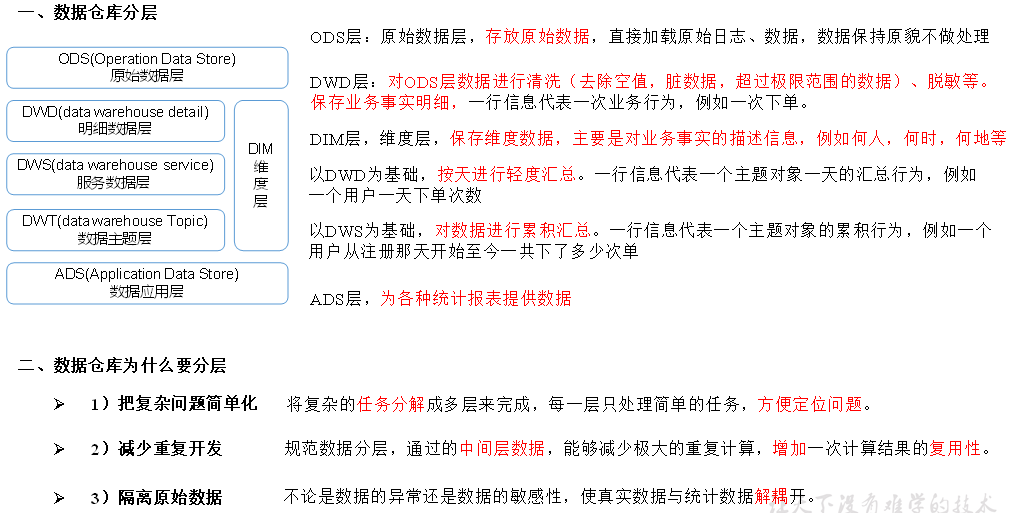 一、数据仓库分层
ODS(Operation Data Store)
原始数据层
ODS层：原始数据层，存放原始数据，直接加载原始日志、数据，数据保持原貌不做处理
DWD(data warehouse detail)
明细数据层
DWD层：对ODS层数据进行清洗（去除空值，脏数据，超过极限范围的数据）、脱敏等。
保存业务事实明细，一行信息代表一次业务行为，例如一次下单。
DIM
维
度
层
DIM层，维度层，保存维度数据，主要是对业务事实的描述信息，例如何人，何时，何地等
DWS(data warehouse service)
服务数据层
以DWD为基础，按天进行轻度汇总。一行信息代表一个主题对象一天的汇总行为，例如
一个用户一天下单次数
DWT(data warehouse Topic)
数据主题层
以DWS为基础，对数据进行累积汇总。一行信息代表一个主题对象的累积行为，例如一个
用户从注册那天开始至今一共下了多少次单
ADS(Application Data Store)
数据应用层
ADS层，为各种统计报表提供数据
二、数据仓库为什么要分层
1）把复杂问题简单化 将复杂的任务分解成多层来完成，每一层只处理简单的任务，方便定位问题。
2）减少重复开发 规范数据分层，通过的中间层数据，能够减少极大的重复计算，增加一次计算结果的复用性。
3）隔离原始数据 不论是数据的异常还是数据的敏感性，使真实数据与统计数据解耦开。
天下没有难学的技术